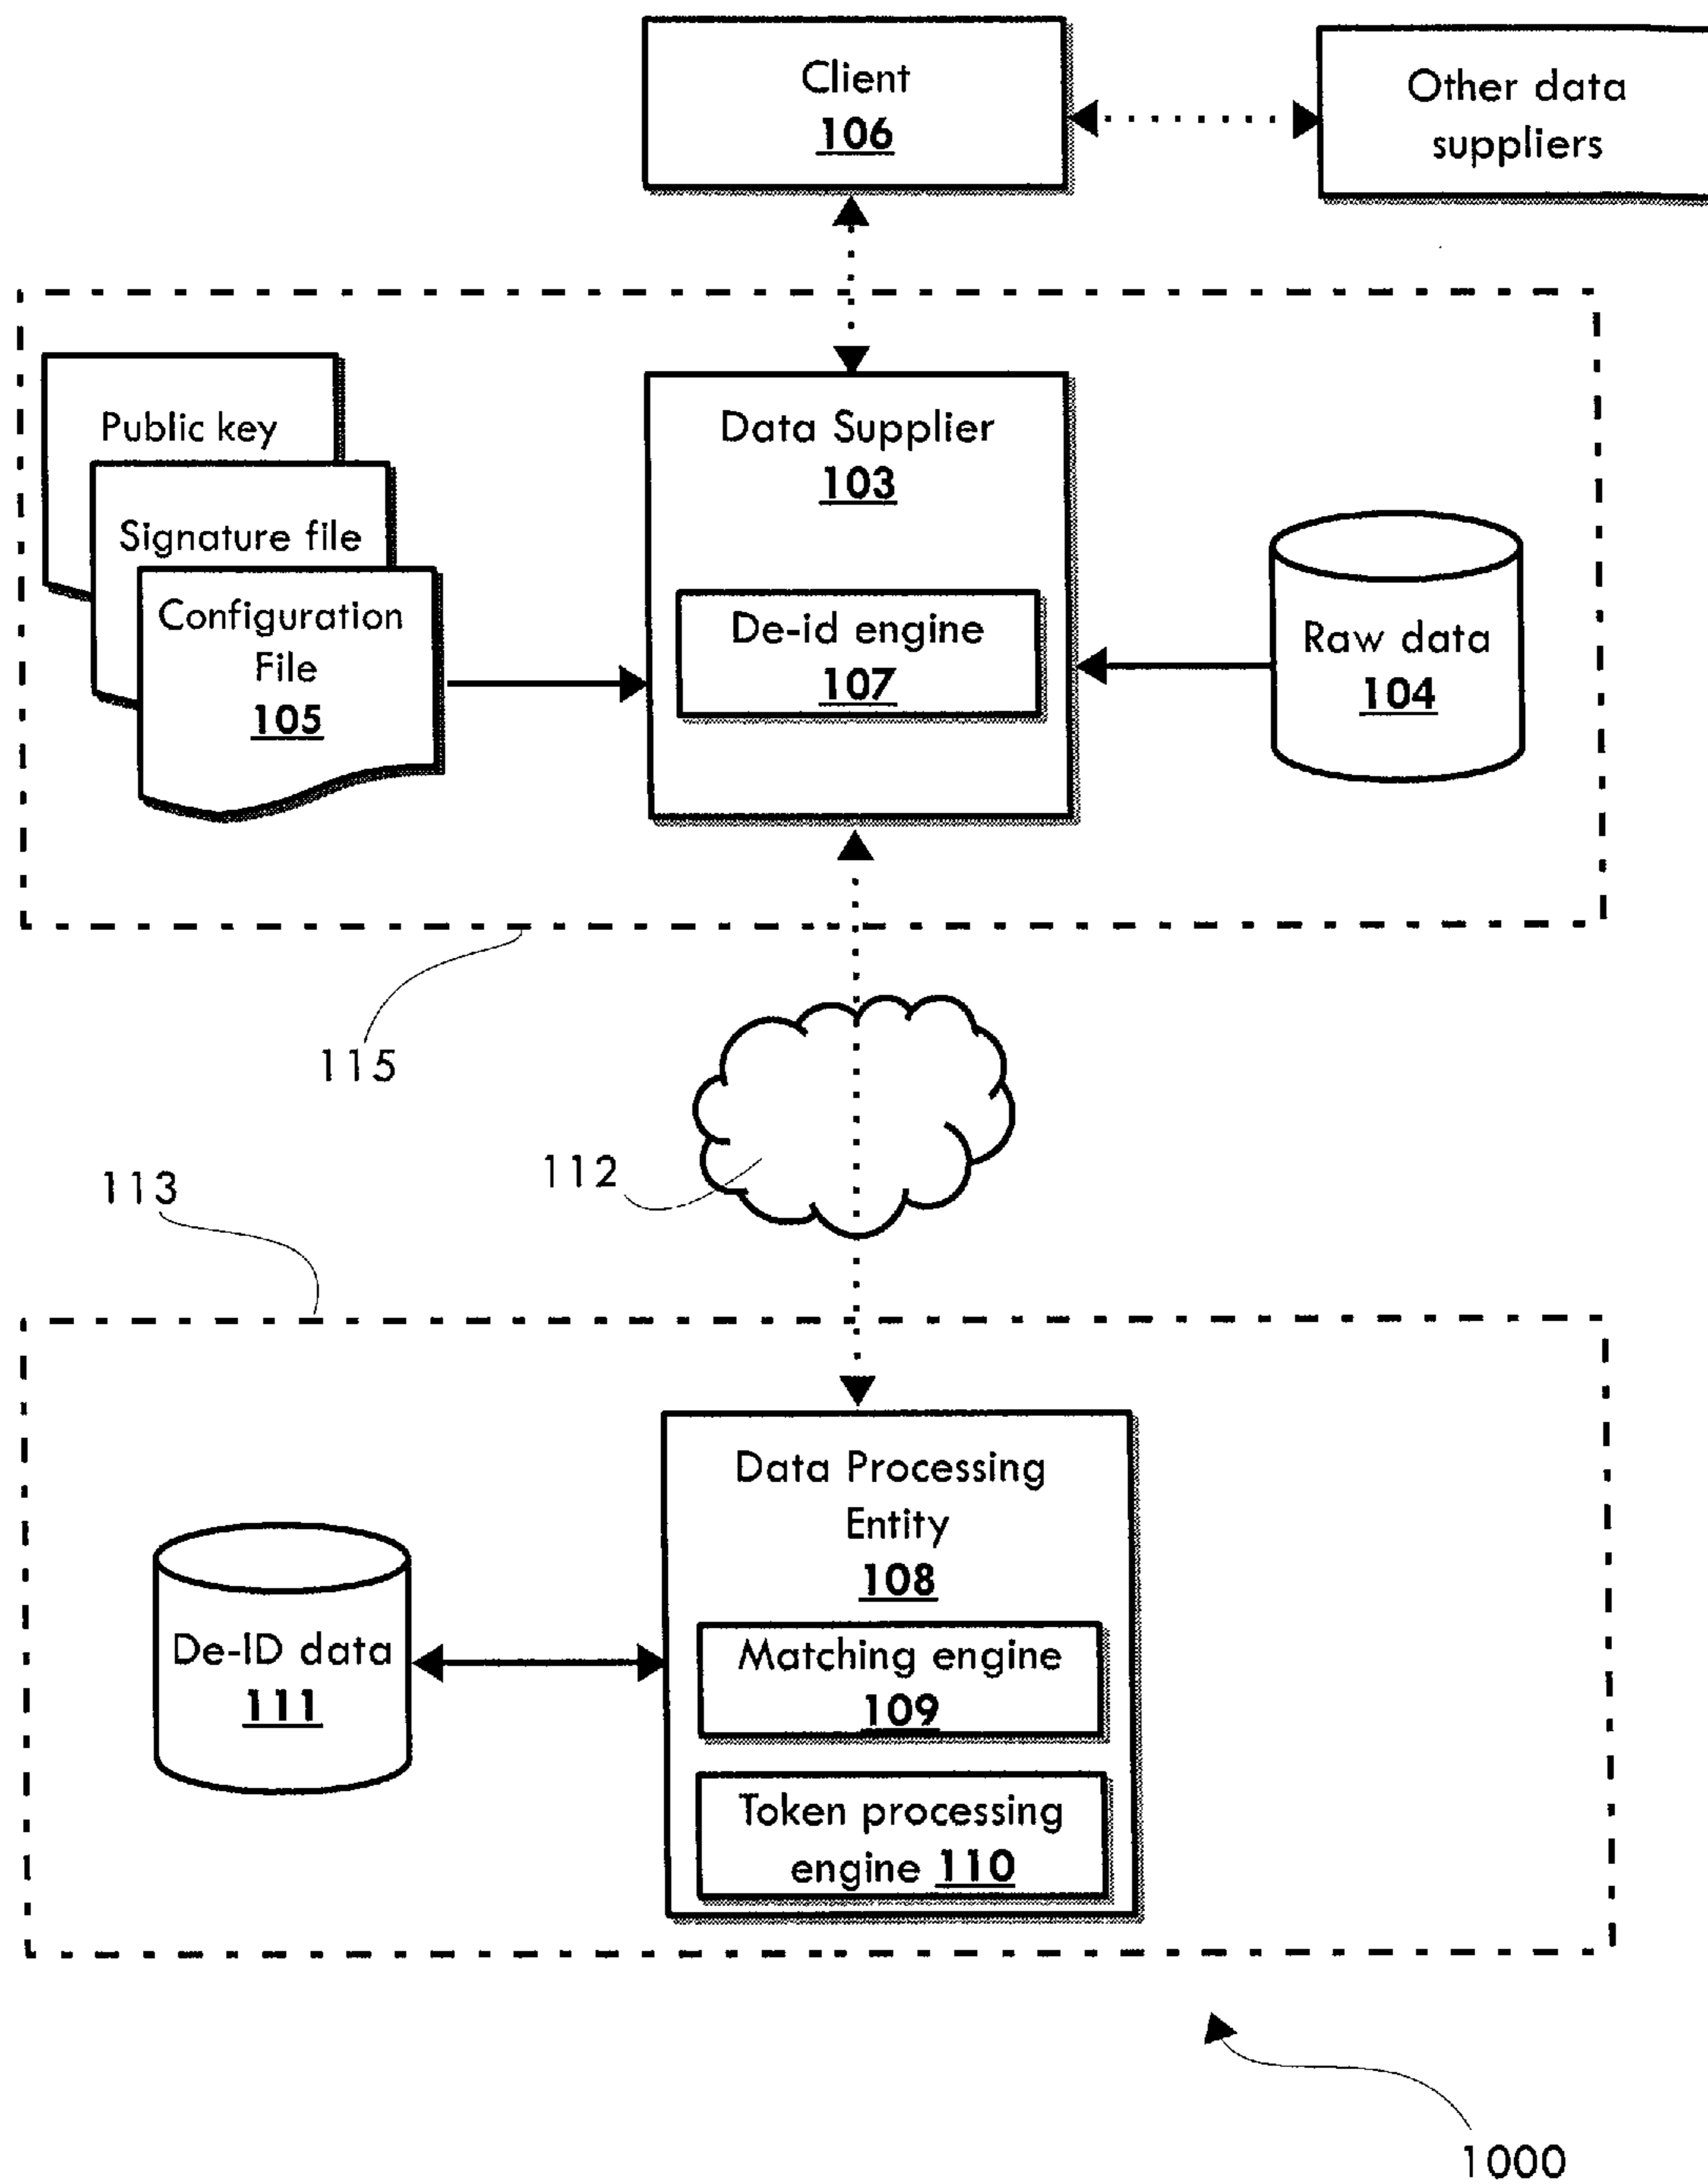 Client
106
Other data
suppliers
Public key
Signature file
Configuration
File
105
Data Supplier
103
De-id engine
107
Raw data
104
115
112
113
Data Processing
Entity
108
Matching engine
109
Token processing
engine 110
De-ID data
111
1000